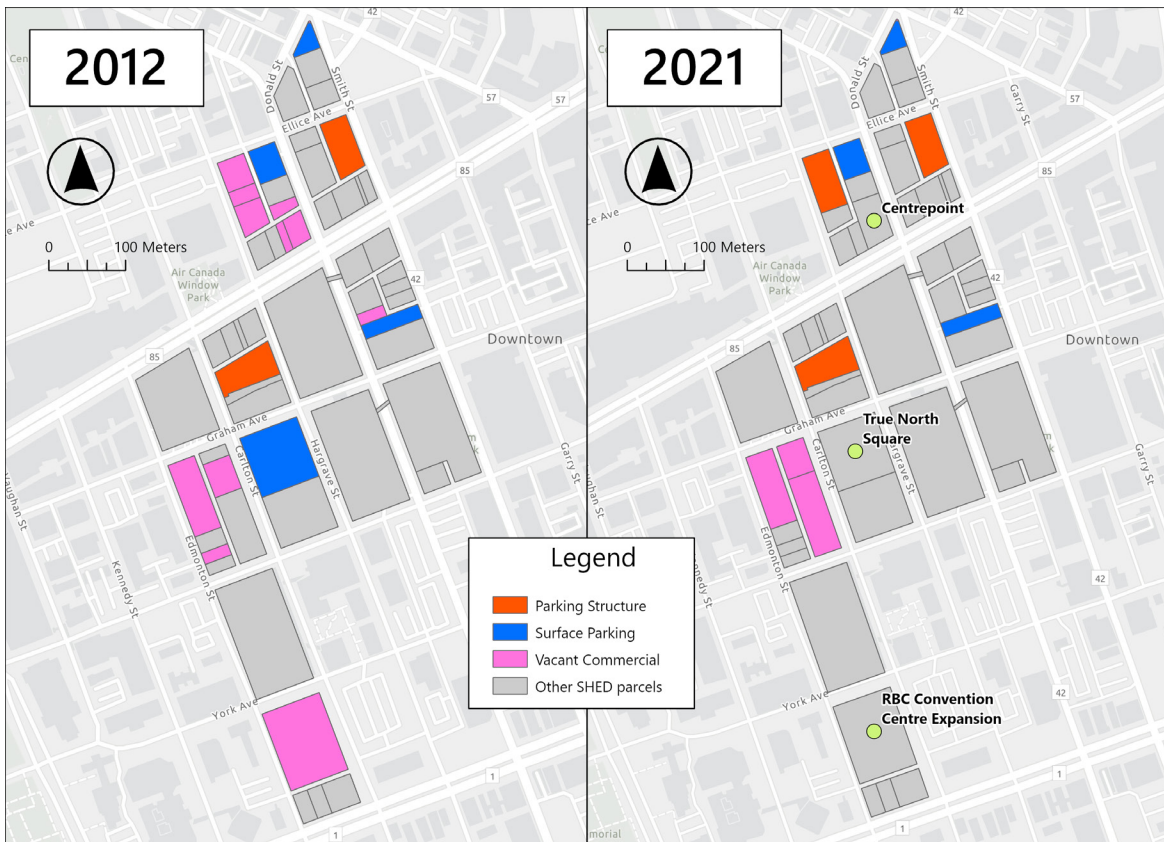 2012
42
Donald St
Smith St
57
57
Ellice Ave
85
e Ave
0 100 Meters
Air Canada
Window
Park
42
Downtown
85
Graham Ave
Carlton St
Hargrave St
Garry St
Vaughan St
Edmonton St
Kennedy St
York Ave
1
1
2021
42
Donald St
Smith St
Garry St
57
Ellice Ave
85
Ave
Centrepoint
0 100 Meters
Air Canada
Window
Park
42
Downtown
85
Graham Ave
True North
Square
Carlton St
Hargrave St
Garry St
Edmonton St
nnedy St
42
York Ave
RBC Convention
Centre Expansion
42
1
1
morial
Legend
Parking Structure
Surface Parking
Vacant Commercial
Other SHED parcels